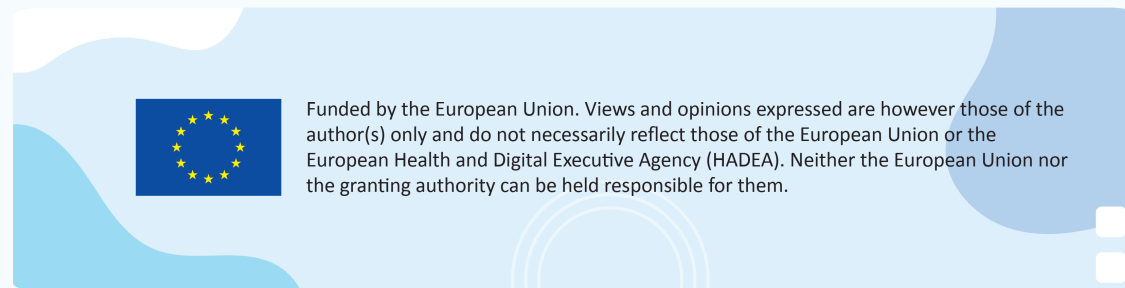 Funded by the European Union. Views and opinions expressed are however those of the
author(s) only and do not necessarily reflect those of the European Union or the
European Health and Digital Executive Agency (HADEA). Neither the European Union nor
the granting authority can be held responsible for them.